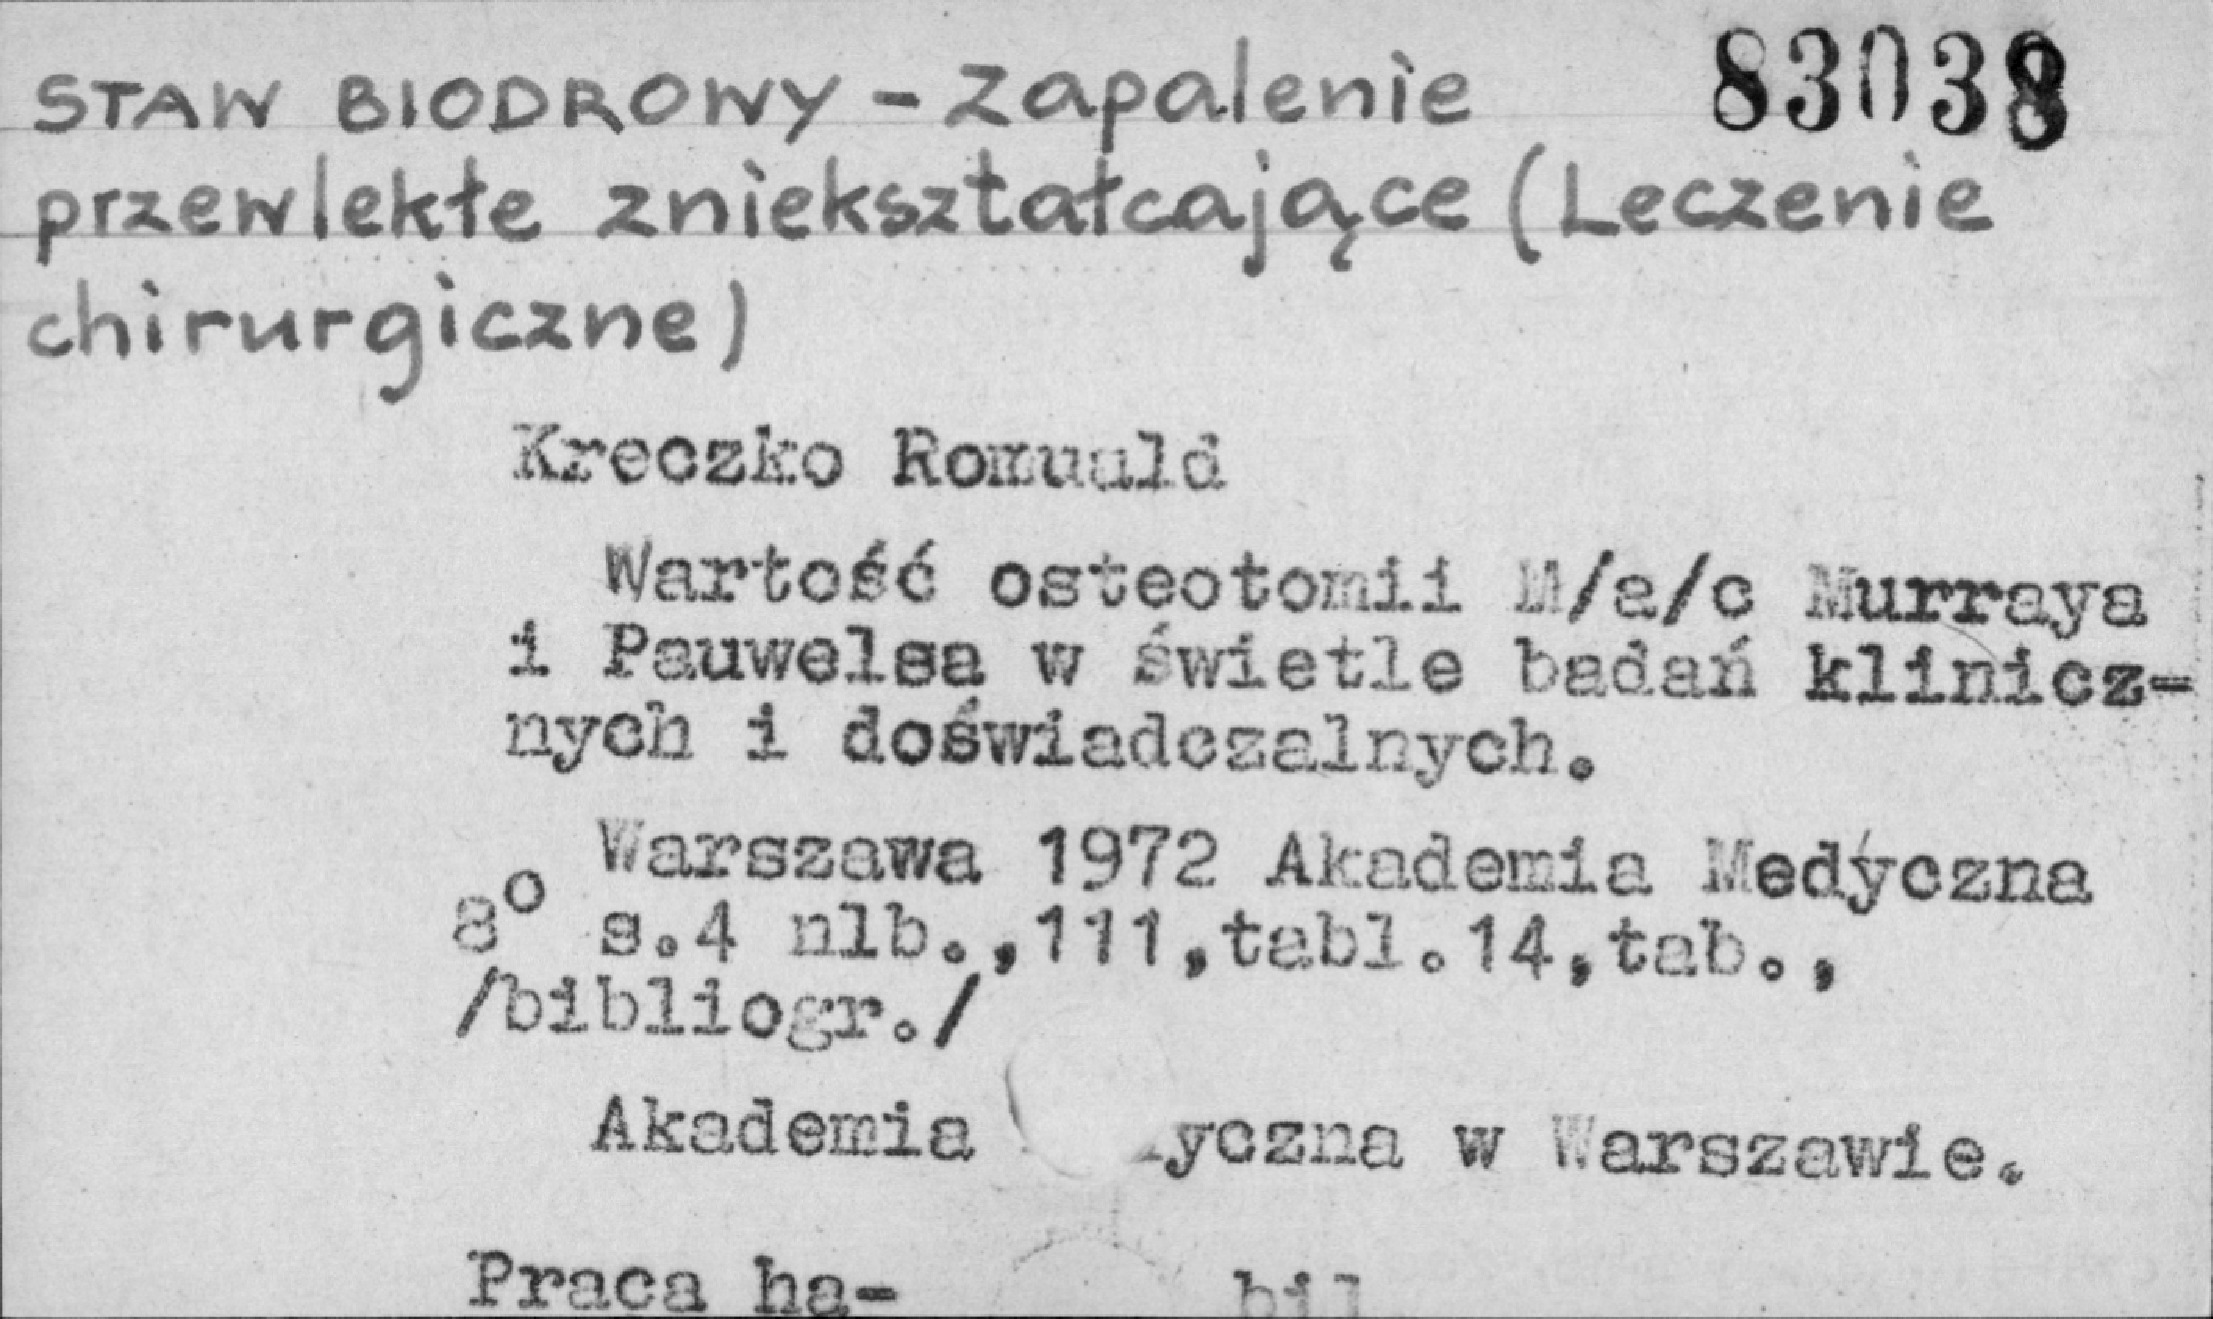 STAW BIODROWY - zapalenie 83038
przewlekłe zniekształcające (Leczenie
chirurgiczne)
Kreczko Romuald
Wartość osteotomii M/a/c Murraya
i Pauwelsa w świetle badań klinicz-
nych i doświadczalnych.
Warszawa 1972 Akademia Medyczna
8° s.4 nlb.,111,tabl.14,tab.,
/bibliogr./
Akademia yczna w Warszawie.
Praca ha- bil